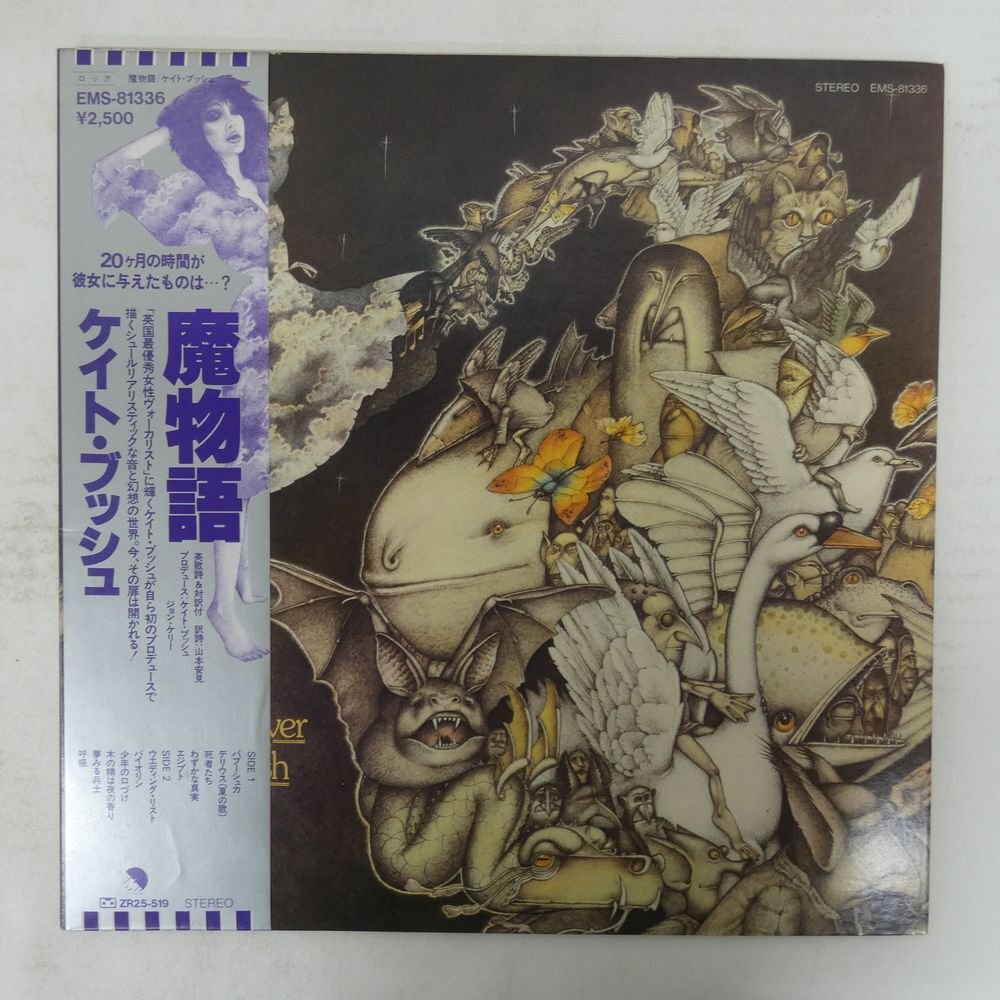 ロック
魔物語/ケイト・ブッシュ
EMS-81336
¥2,500
STEREO EMS-81336
20ヶ月の時間が
彼女に与えたものは…?
魔物語
ケイト・ブッシュ
「英国最優秀女性ヴォーカリスト」に輝くケイト・ブッシュが自ら初のプロデュースで
描くシュールリアリスティックな音と幻想の世界。今、その扉は開かれる!
英歌詩&対訳付 訳詩:山本安見
プロデュース:ケイト・ブッシュ
ジョン・ケリー
SIDE 1
バブーシュカ
デリウス(夏の歌)
死者たち
わずかな真実
エジプト
SIDE 2
ウエディング・リスト
バイオリン
少年の口づけ
木の精は夜の香り
夢みる兵士
呼吸
ver
h
ZR25-519 STEREO